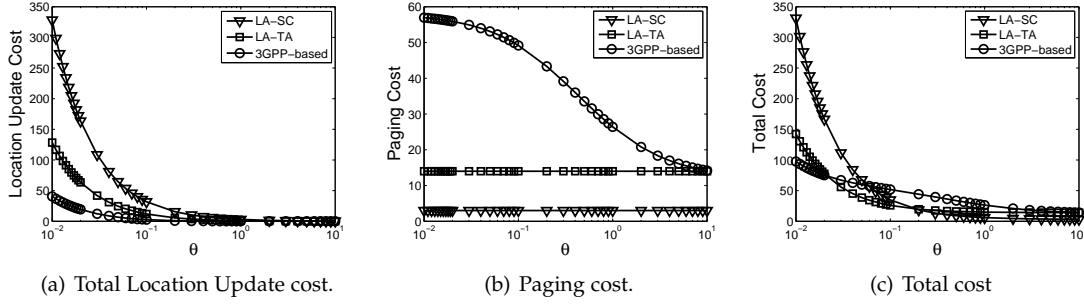 Location Update Cost
350
300
250
200
150
100
50
0
10^-2
10^-1
10^0
10^1
θ
LA−SC
LA−TA
3GPP−based
(a) Total Location Update cost.
Paging Cost
60
50
40
30
20
10
0
10^-2
10^-1
10^0
10^1
θ
LA−SC
LA−TA
3GPP−based
(b) Paging cost.
Total Cost
350
300
250
200
150
100
50
0
10^-2
10^-1
10^0
10^1
θ
LA−SC
LA−TA
3GPP−based
(c) Total cost